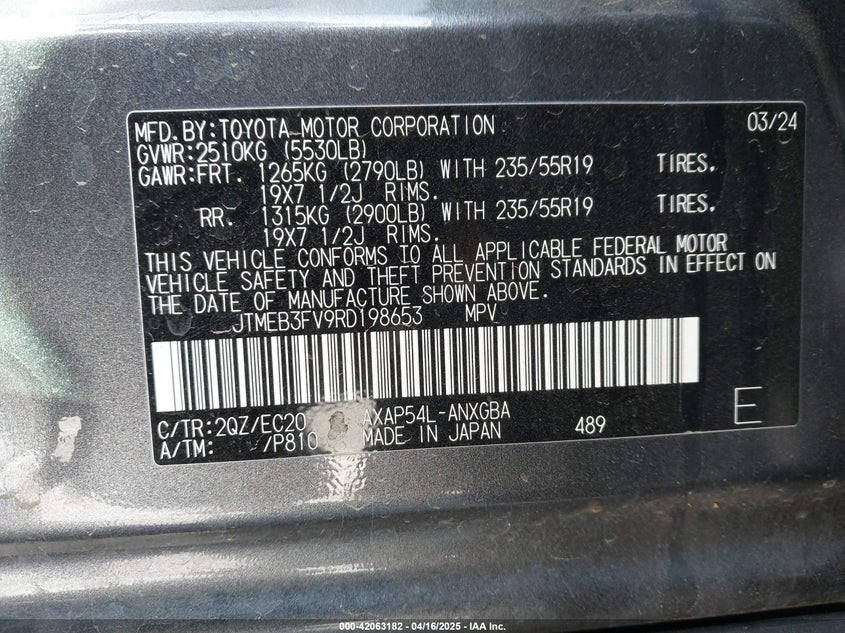 MFD.BY:TOYOTA MOTOR CORPORATION 03/24
GVWR:2510KG (5530LB)
GAWR:FRT. 1265KG (2790LB) WITH 235/55R19 TIRES.
19X7 1/2J RIMS.
RR. 1315KG (2900LB) WITH 235/55R19 TIRES.
19X7 1/2J RIMS.
THIS VEHICLE CONFORMS TO ALL APPLICABLE FEDERAL MOTOR
VEHICLE SAFETY AND THEFT PREVENTION STANDARDS IN EFFECT ON
THE DATE OF MANUFACTURE SHOWN ABOVE.
JTMEB3FV9RD198653 MPV
C/TR:2QZ/EC20 AXAP54L-ANXGBA E
A/TM: /P810 MADE IN JAPAN 489
000-42063182 - 04/16/2025 - IAA Inc.